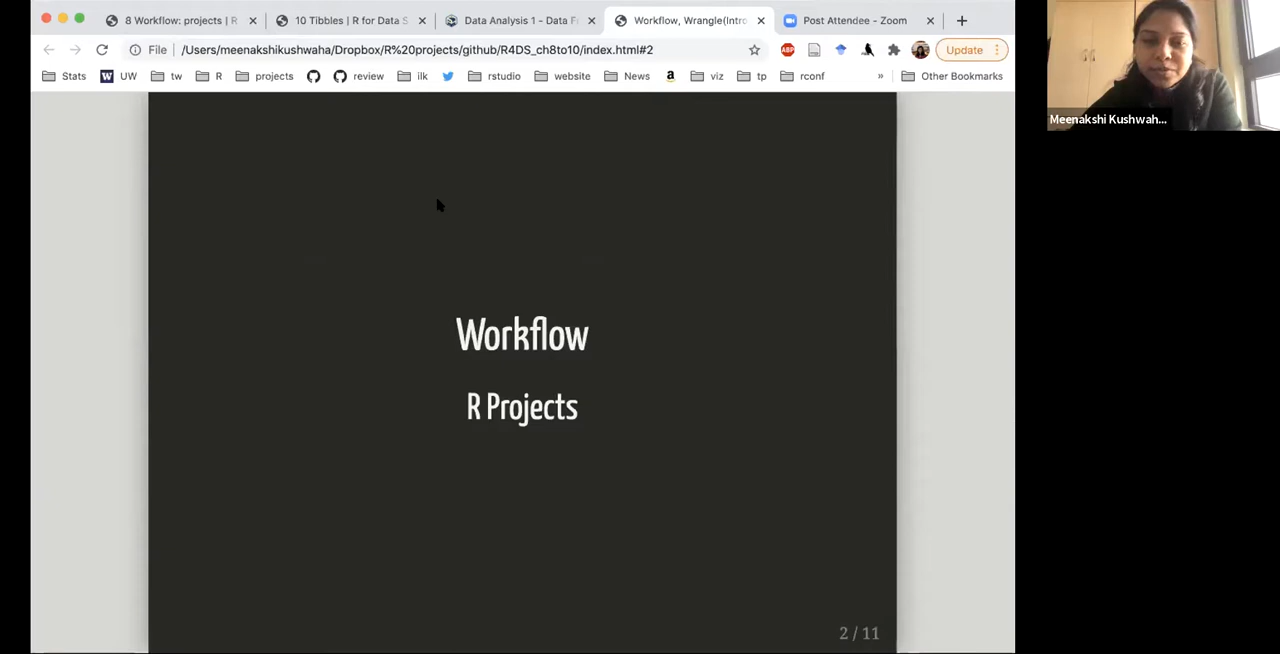 8 Workflow: projects | R
10 Tibbles | R for Data S
Data Analysis 1 - Data F
Workflow, Wrangle(Intro
Post Attendee - Zoom
File
/Users/meenakshikushwaha/Dropbox/R%20projects/github/R4DS_ch8to10/index.html#2
ABP
Update
Stats
W
UW
tw
R
projects
review
ilk
rstudio
website
News
a
viz
tp
rconf
»
Other Bookmarks
Meenakshi Kushwah...
Workflow
R Projects
2 / 11